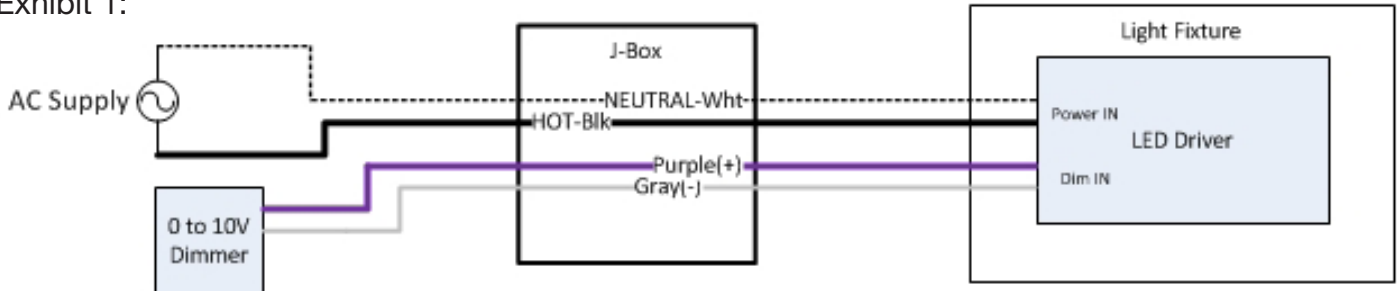 Exhibit 1:
Light Fixture
J-Box
AC Supply
NEUTRAL-Wht
HOT-Blk
Power IN
LED Driver
Purple(+)
Dim IN
Gray(-)
0 to 10V
Dimmer